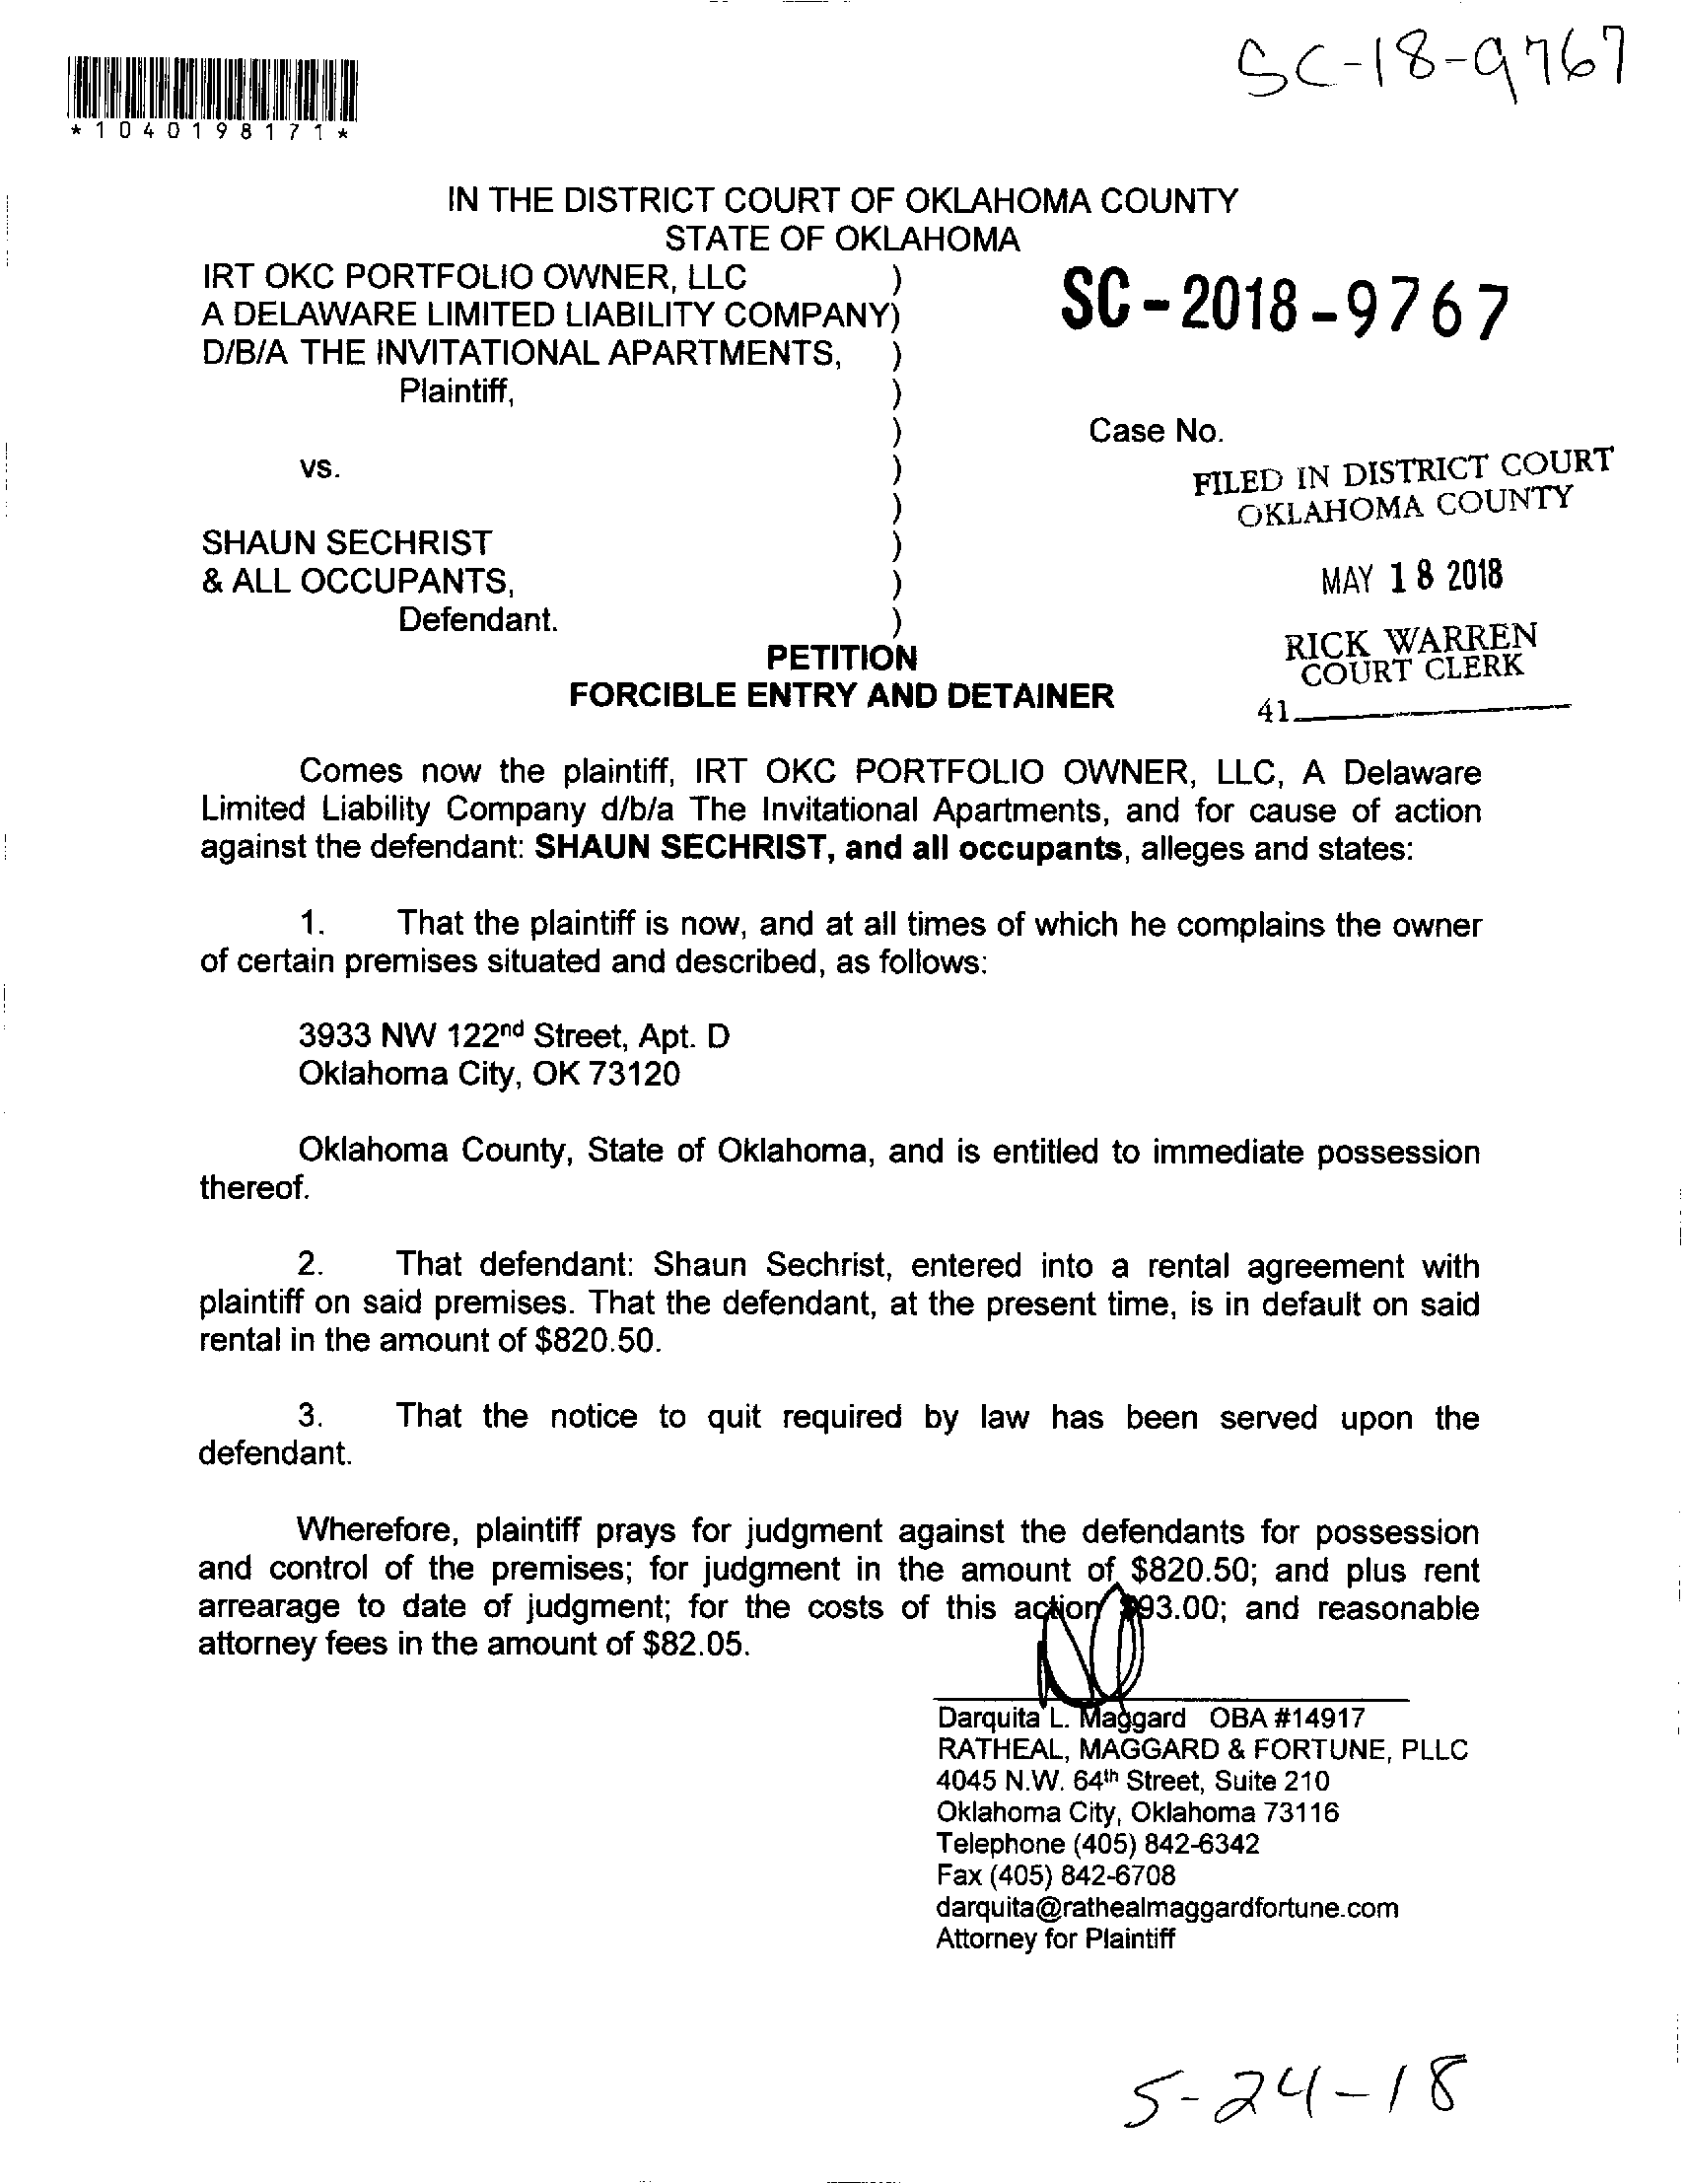 SC-18-9767
*1040198171*
IN THE DISTRICT COURT OF OKLAHOMA COUNTY
STATE OF OKLAHOMA
IRT OKC PORTFOLIO OWNER, LLC )
A DELAWARE LIMITED LIABILITY COMPANY)
D/B/A THE INVITATIONAL APARTMENTS, )
Plaintiff, )
)
vs. )
)
SHAUN SECHRIST )
& ALL OCCUPANTS, )
Defendant. )
SC-2018-9767
Case No.
FILED IN DISTRICT COURT
OKLAHOMA COUNTY
MAY 18 2018
RICK WARREN
COURT CLERK
41
PETITION
FORCIBLE ENTRY AND DETAINER
Comes now the plaintiff, IRT OKC PORTFOLIO OWNER, LLC, A Delaware
Limited Liability Company d/b/a The Invitational Apartments, and for cause of action
against the defendant: SHAUN SECHRIST, and all occupants, alleges and states:
1. That the plaintiff is now, and at all times of which he complains the owner
of certain premises situated and described, as follows:
3933 NW 122nd Street, Apt. D
Oklahoma City, OK 73120
Oklahoma County, State of Oklahoma, and is entitled to immediate possession
thereof.
2. That defendant: Shaun Sechrist, entered into a rental agreement with
plaintiff on said premises. That the defendant, at the present time, is in default on said
rental in the amount of $820.50.
3. That the notice to quit required by law has been served upon the
defendant.
Wherefore, plaintiff prays for judgment against the defendants for possession
and control of the premises; for judgment in the amount of $820.50; and plus rent
arrearage to date of judgment; for the costs of this action $93.00; and reasonable
attorney fees in the amount of $82.05.
Darquita L. Maggard OBA #14917
RATHEAL, MAGGARD & FORTUNE, PLLC
4045 N.W. 64th Street, Suite 210
Oklahoma City, Oklahoma 73116
Telephone (405) 842-6342
Fax (405) 842-6708
darquita@rathealmaggardfortune.com
Attorney for Plaintiff
5-24-18